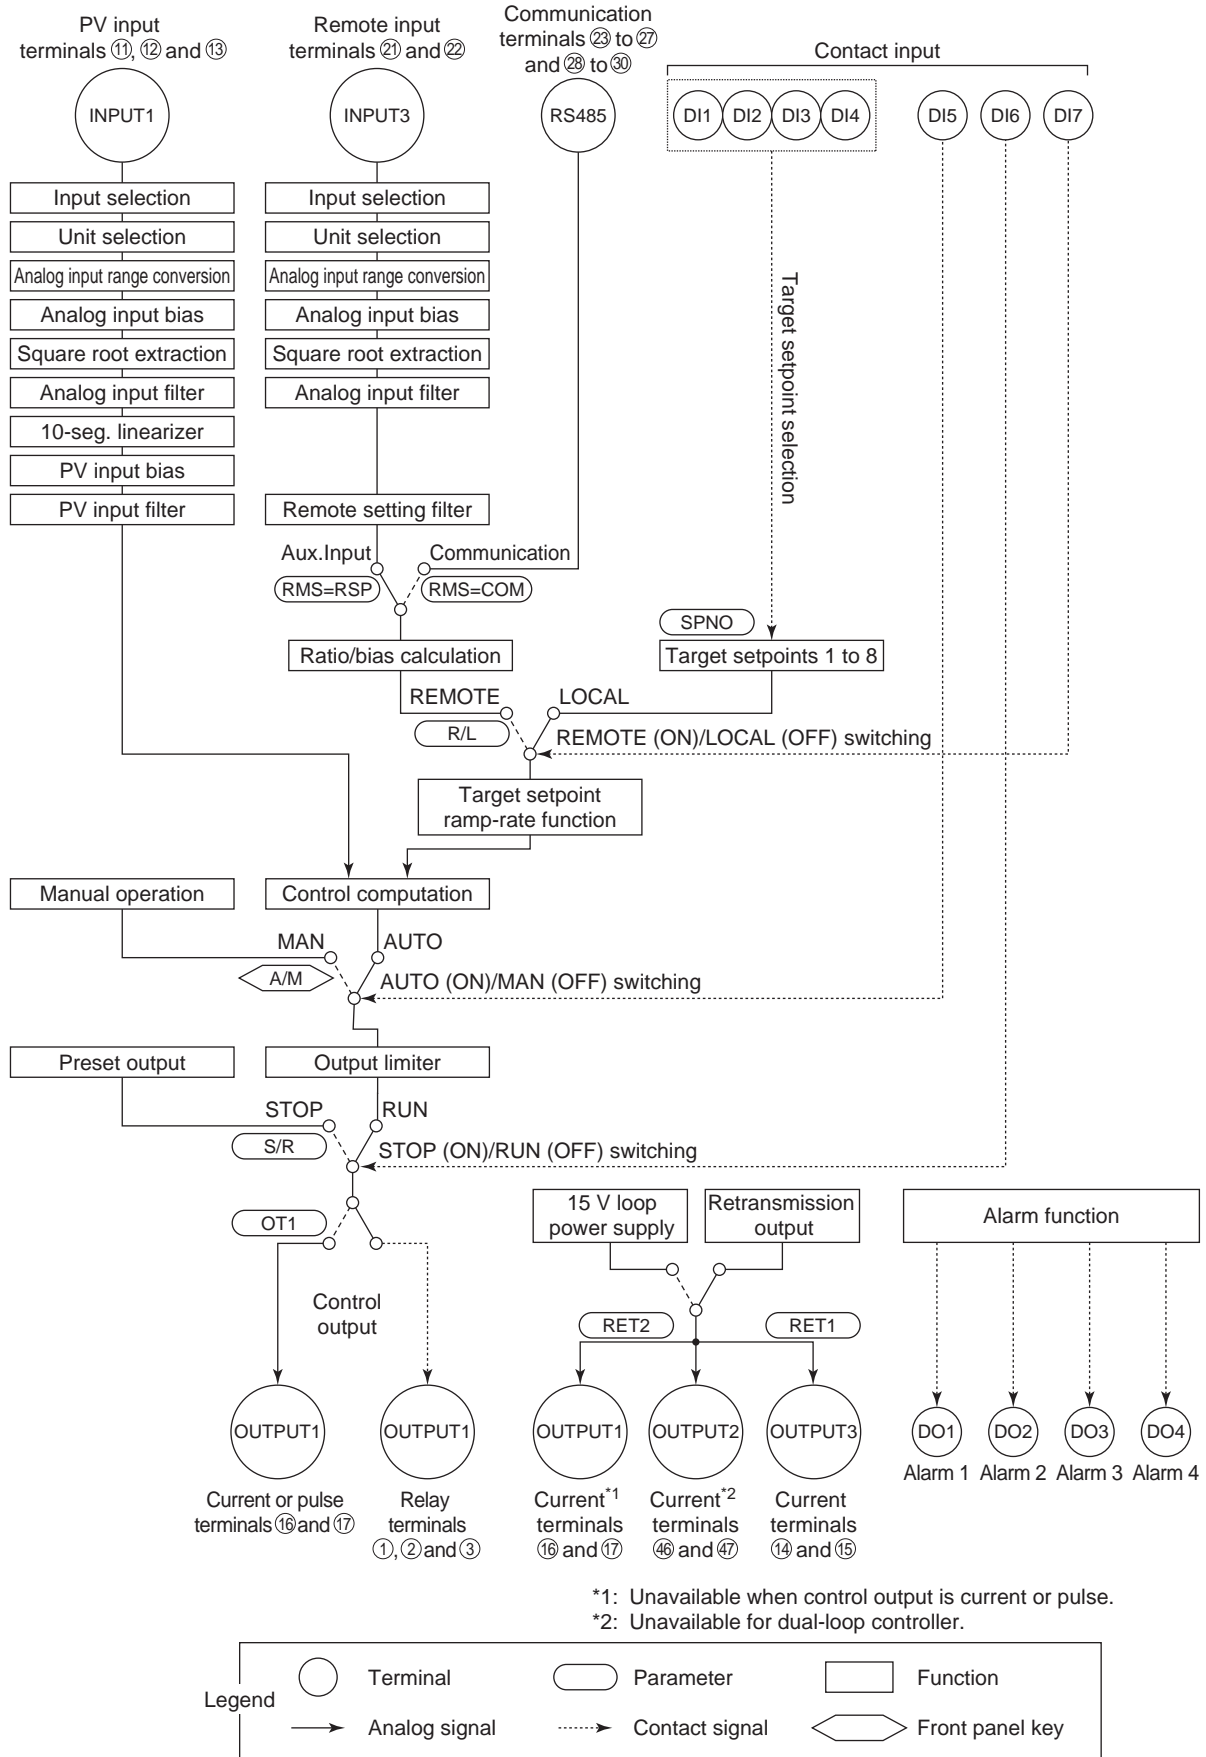 PV input
terminals ⑪, ⑫ and ⑬
Remote input
terminals ㉑ and ㉒
Communication
terminals ㉓ to ㉗
and ㉘ to ㉚
Contact input
INPUT1
INPUT3
RS485
DI1
DI2
DI3
DI4
DI5
DI6
DI7
Input selection
Unit selection
Analog input range conversion
Analog input bias
Square root extraction
Analog input filter
10-seg. linearizer
PV input bias
PV input filter
Input selection
Unit selection
Analog input range conversion
Analog input bias
Square root extraction
Analog input filter
Remote setting filter
Target setpoint selection
Aux.Input
Communication
RMS=RSP
RMS=COM
SPNO
Ratio/bias calculation
Target setpoints 1 to 8
REMOTE
LOCAL
R/L
REMOTE (ON)/LOCAL (OFF) switching
Target setpoint
ramp-rate function
Manual operation
Control computation
MAN
AUTO
A/M
AUTO (ON)/MAN (OFF) switching
Preset output
Output limiter
STOP
RUN
S/R
STOP (ON)/RUN (OFF) switching
OT1
15 V loop
power supply
Retransmission
output
Alarm function
Control
output
RET2
RET1
OUTPUT1
OUTPUT1
OUTPUT1
OUTPUT2
OUTPUT3
DO1
DO2
DO3
DO4
Alarm 1
Alarm 2
Alarm 3
Alarm 4
Current or pulse
terminals ⑯ and ⑰
Relay
terminals
①, ② and ③
Current*1
terminals
⑯ and ⑰
Current*2
terminals
㊻ and ㊼
Current
terminals
⑭ and ⑮
*1: Unavailable when control output is current or pulse.
*2: Unavailable for dual-loop controller.
Legend
Terminal
Parameter
Function
Analog signal
Contact signal
Front panel key